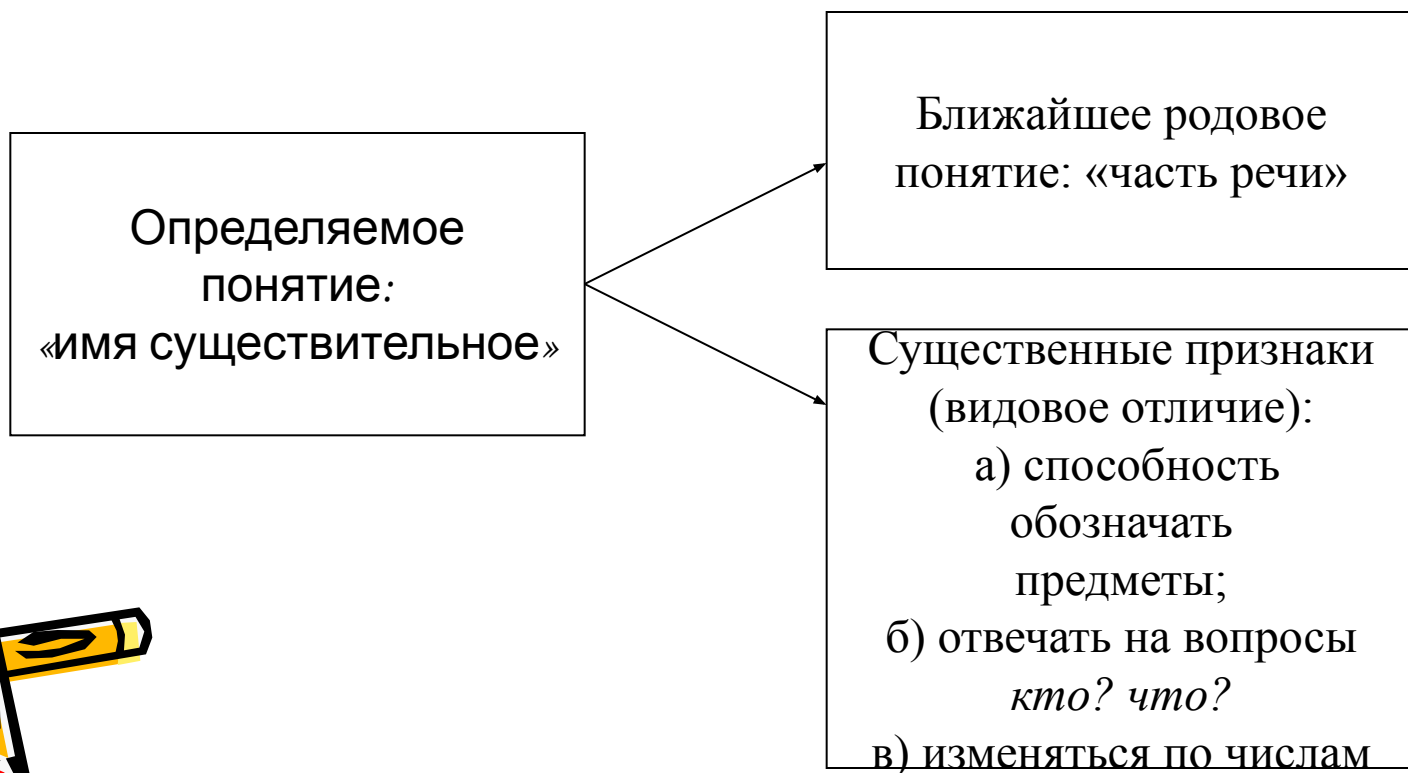 Определяемое
понятие:
«имя существительное»
Ближайшее родовое
понятие: «часть речи»
Существенные признаки
(видовое отличие):
а) способность
обозначать
предметы;
б) отвечать на вопросы
кто? что?
в) изменяться по числам